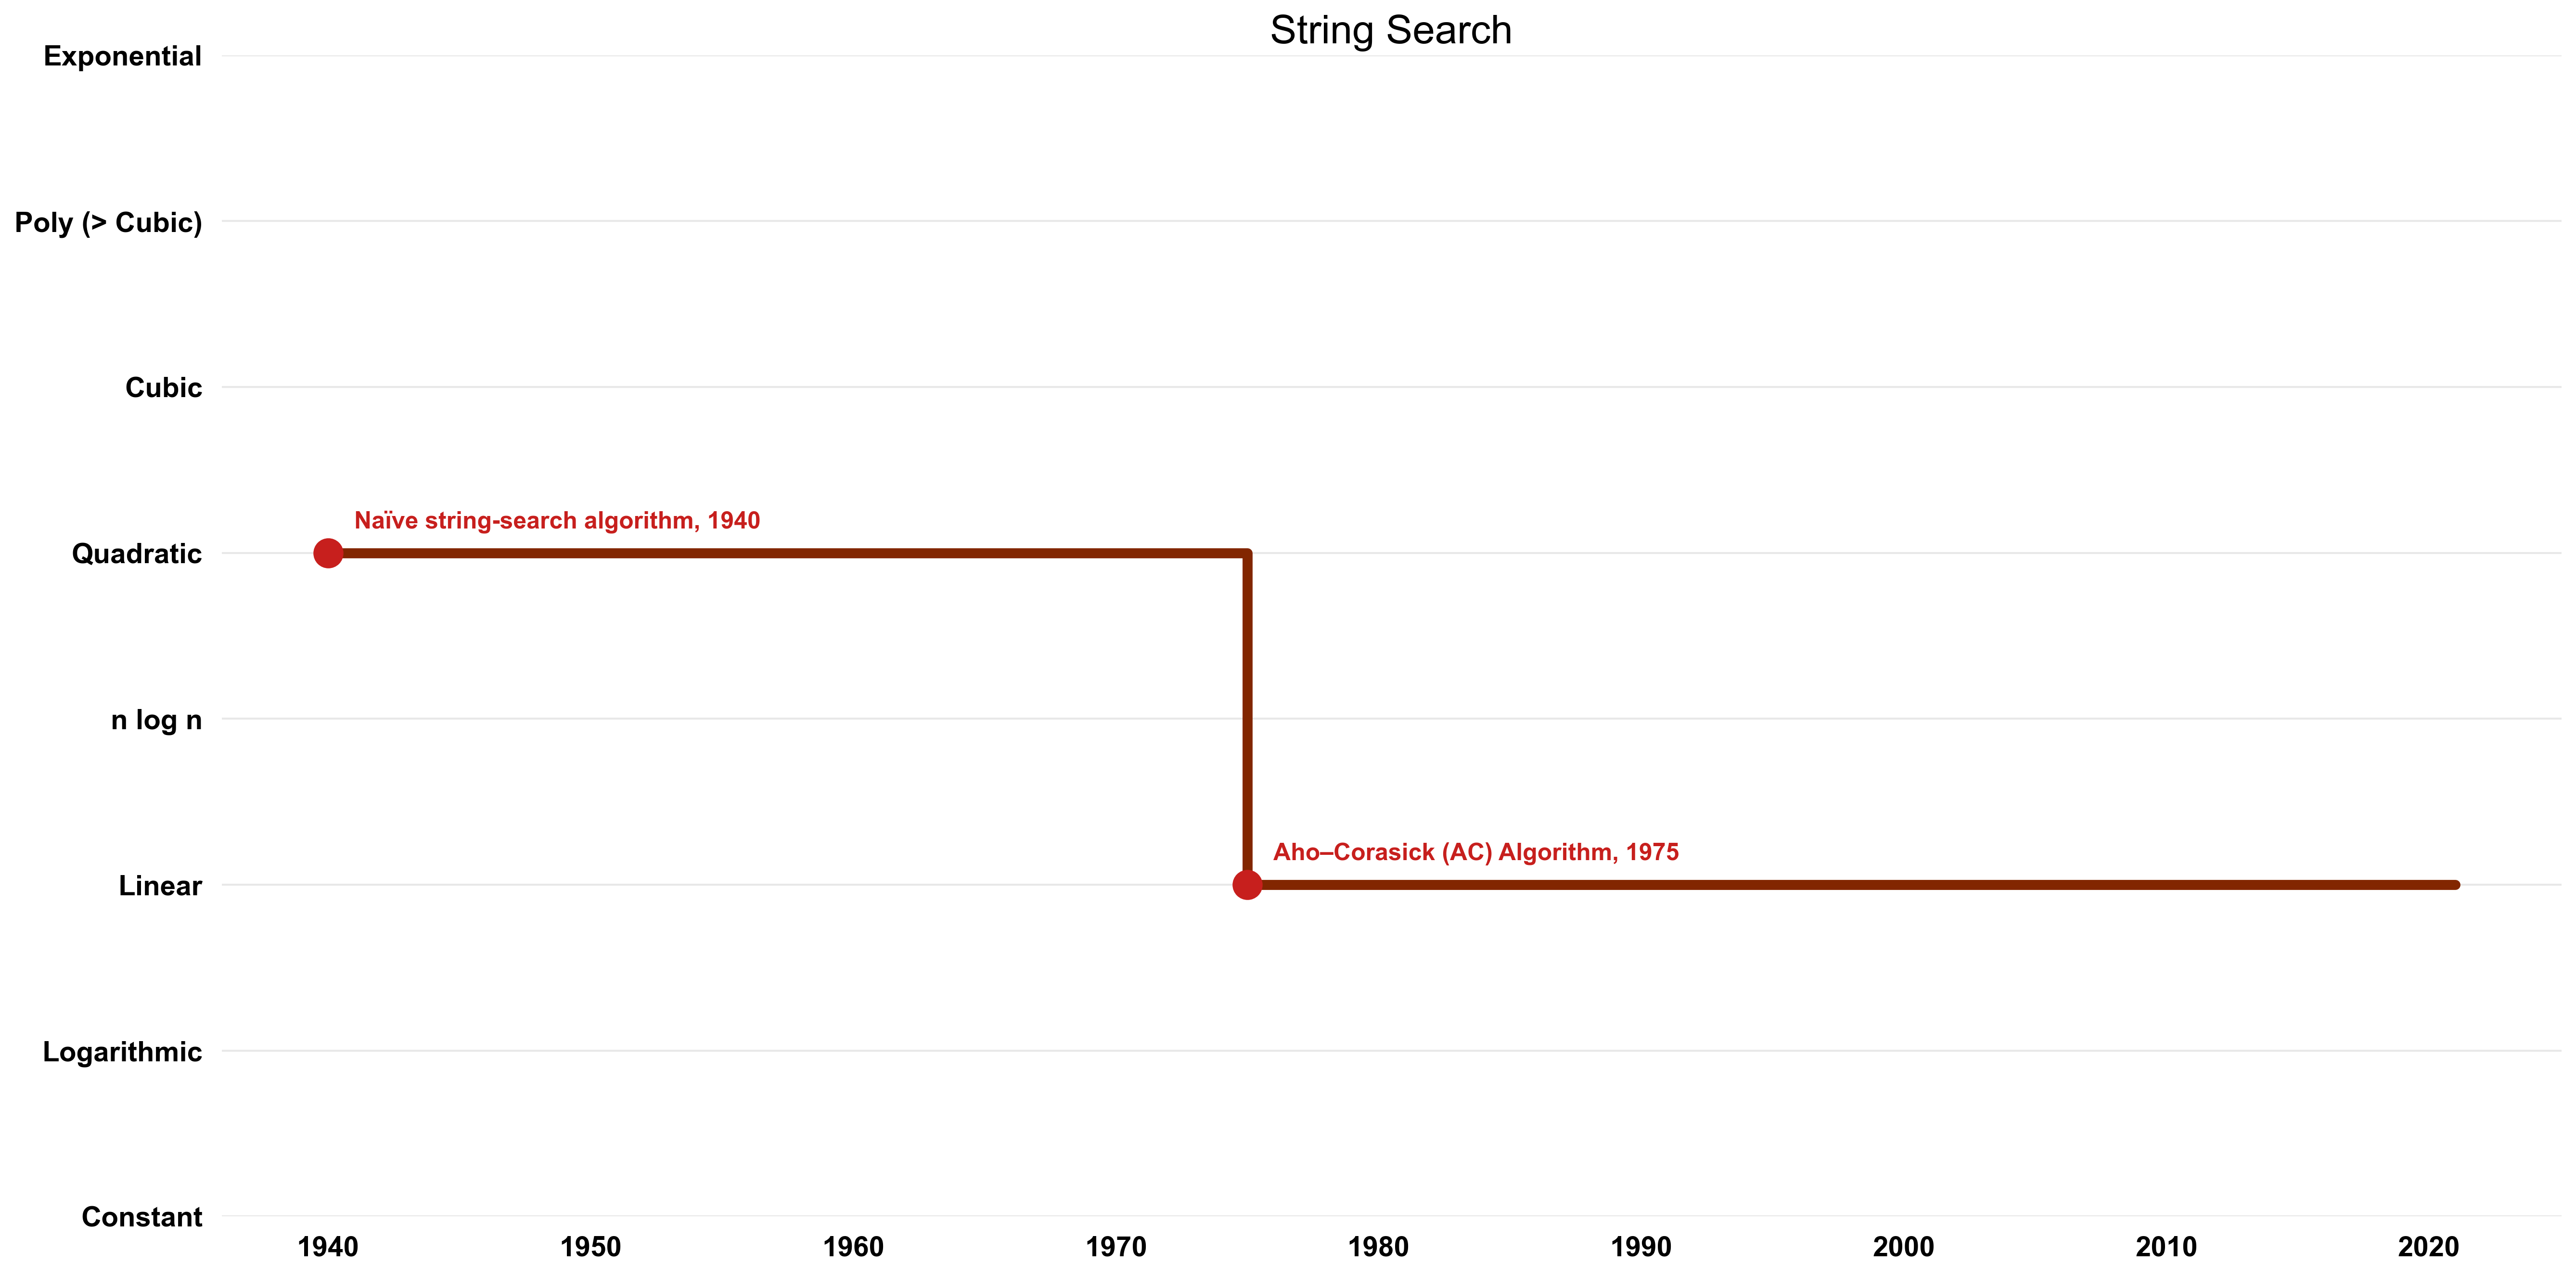 String Search
Exponential
Poly (> Cubic)
Cubic
Quadratic
n log n
Linear
Logarithmic
Constant
Naïve string-search algorithm, 1940
Aho–Corasick (AC) Algorithm, 1975
1940 1950 1960 1970 1980 1990 2000 2010 2020